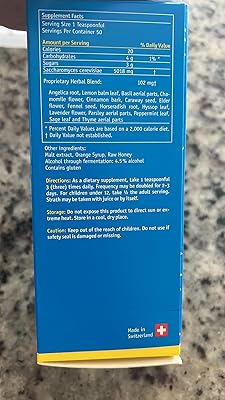 Supplement Facts
Serving Size 1 Teaspoonful
Servings Per Container 50
Amount per Serving % Daily Value
Calories 20
Carbohydrates 4 g 1% *
Sugars 3 g
Saccharomyces cerevisiae 5018 mg
Proprietary Herbal Blend: 102 mg†
Angelica root, Lemon balm leaf, Basil aerial parts, Cha-
momile flower, Cinnamon bark, Caraway seed, Elder
flower, Fennel seed, Horseradish root, Hyssop leaf,
Lavender flower, Parsley aerial parts, Peppermint leaf,
Sage leaf and Thyme aerial parts
* Percent Daily Values are based on a 2,000 calorie diet.
† Daily Value not established.
Other ingredients:
Malt extract, Orange Syrup, Raw Honey
Alcohol through fermentation: 4.5% alcohol
Contains gluten
Directions: As a dietary supplement, take 1 teaspoonful
3 (three) times daily. Frequency may be doubled for 2–3
days. For children under 12, take ½ the adult serving.
Strath may be taken with juice or by itself.
Storage: Do not expose this product to direct sun or ex-
treme heat. Store in a cool, dry place.
Caution: Keep out of the reach of children. Do not use if
safety seal is damaged or missing.
Made in
Switzerland